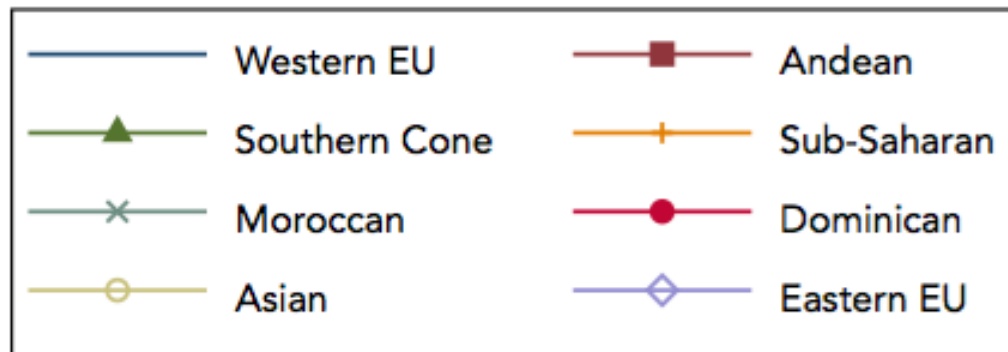 Western EU Andean
Southern Cone Sub-Saharan
Moroccan Dominican
Asian Eastern EU